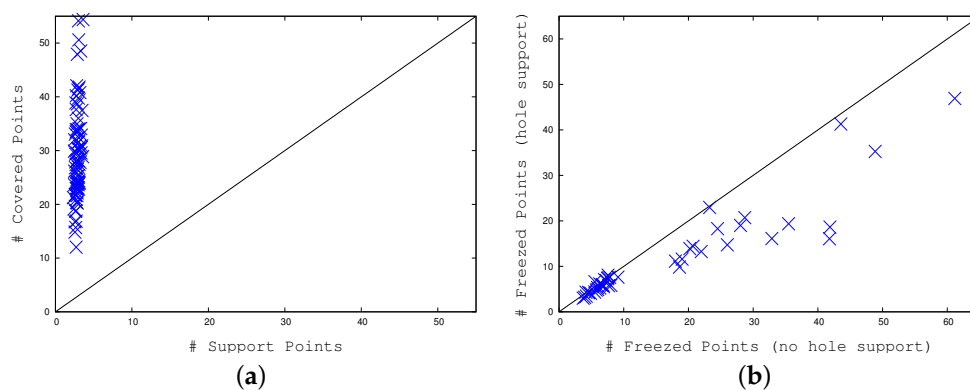 50
40
30
20
10
0
0 10 20 30 40 50
# Covered Points
# Support Points
(a)
60
50
40
30
20
10
0
0 10 20 30 40 50 60
# Freezed Points (hole support)
# Freezed Points (no hole support)
(b)